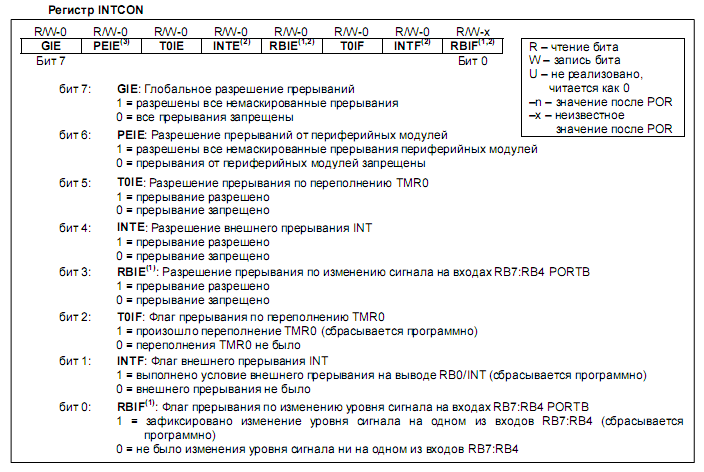 Регистр INTCON
R/W-0 R/W-0 R/W-0 R/W-0 R/W-0 R/W-0 R/W-0 R/W-x
GIE PEIE(3) T0IE INTE(2) RBIE(1,2) T0IF INTF(2) RBIF(1,2)
Бит 7 Бит 0
R – чтение бита
W – запись бита
U – не реализовано,
читается как 0
–n – значение после POR
–x – неизвестное
значение после POR
бит 7: GIE: Глобальное разрешение прерываний
1 = разрешены все немаскированные прерывания
0 = все прерывания запрещены
бит 6: PEIE: Разрешение прерываний от периферийных модулей
1 = разрешены все немаскированные прерывания периферийных модулей
0 = прерывания от периферийных модулей запрещены
бит 5: T0IE: Разрешение прерывания по переполнению TMR0
1 = прерывание разрешено
0 = прерывание запрещено
бит 4: INTE: Разрешение внешнего прерывания INT
1 = прерывание разрешено
0 = прерывание запрещено
бит 3: RBIE(1): Разрешение прерывания по изменению сигнала на входах RB7:RB4 PORTB
1 = прерывание разрешено
0 = прерывание запрещено
бит 2: T0IF: Флаг прерывания по переполнению TMR0
1 = произошло переполнение TMR0 (сбрасывается программно)
0 = переполнения TMR0 не было
бит 1: INTF: Флаг внешнего прерывания INT
1 = выполнено условие внешнего прерывания на выводе RB0/INT (сбрасывается программно)
0 = внешнего прерывания не было
бит 0: RBIF(1): Флаг прерывания по изменению уровня сигнала на входах RB7:RB4 PORTB
1 = зафиксировано изменение уровня сигнала на одном из входов RB7:RB4 (сбрасывается
программно)
0 = не было изменения уровня сигнала ни на одном из входов RB7:RB4